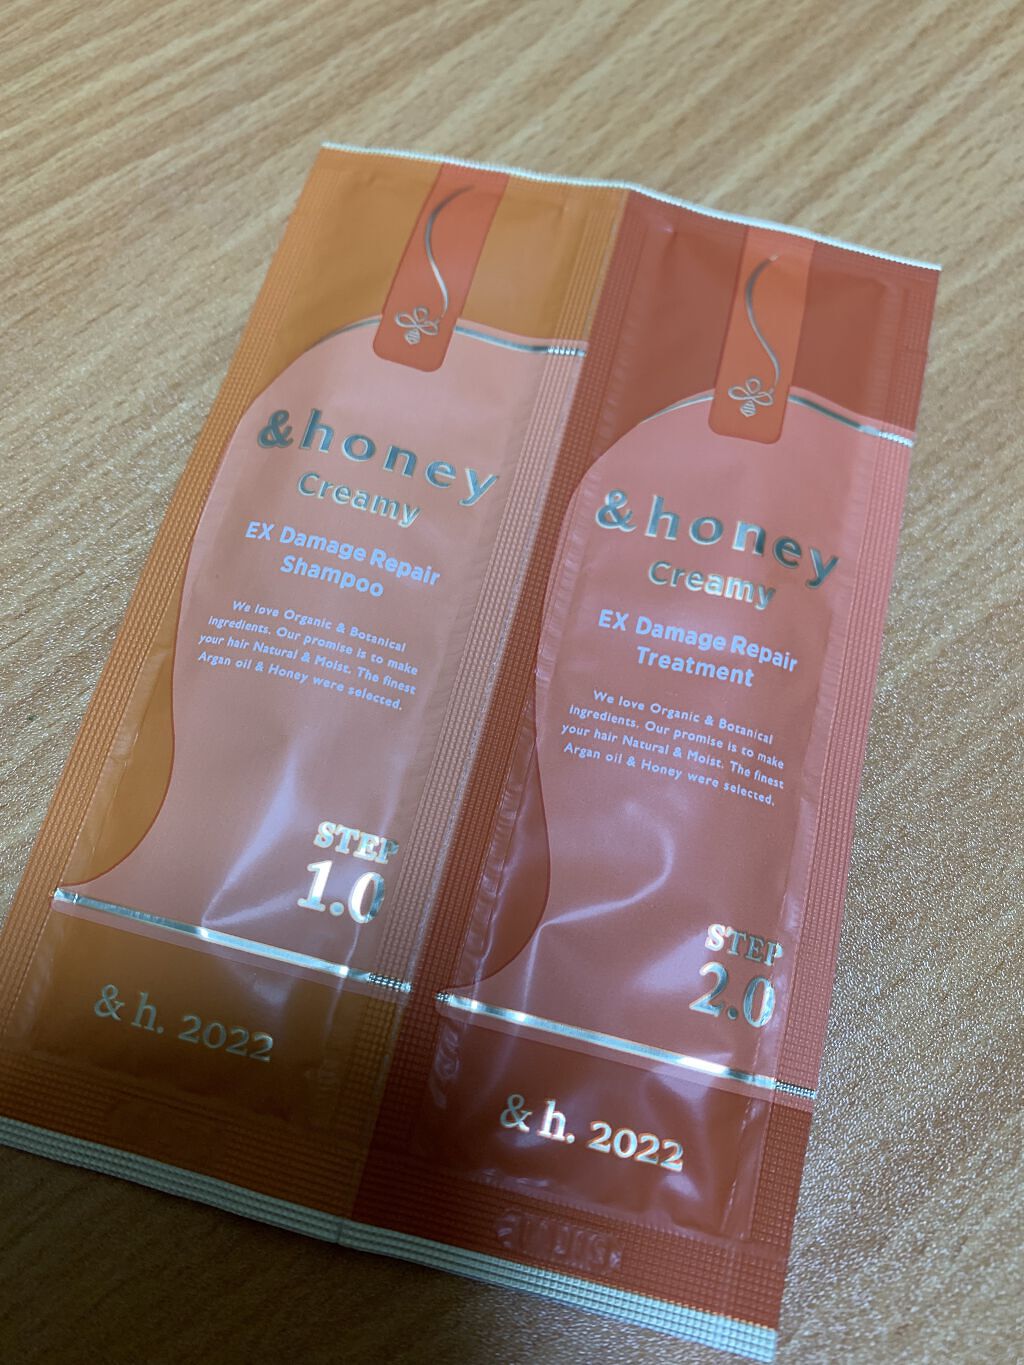 &honey
Creamy
EX Damage Repair
Shampoo
We love Organic & Botanical
ingredients. Our promise is to make
your hair Natural & Moist. The finest
Argan oil & Honey were selected.
STEP
1.0
& h. 2022
&honey
Creamy
EX Damage Repair
Treatment
We love Organic & Botanical
ingredients. Our promise is to make
your hair Natural & Moist. The finest
Argan oil & Honey were selected.
STEP
2.0
& h. 2022